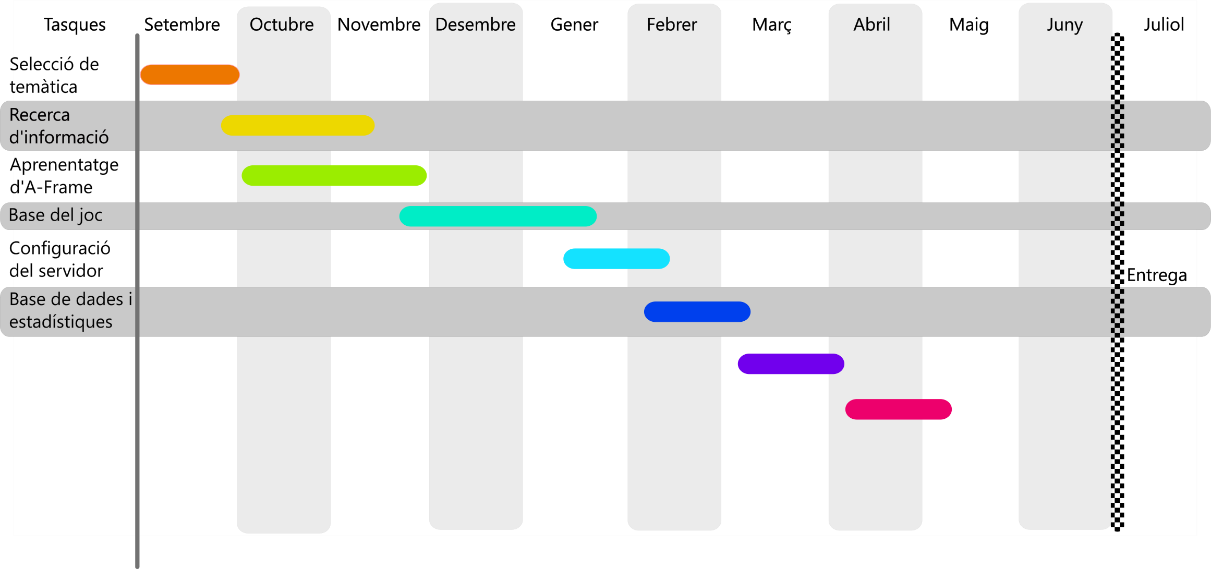 Tasques Setembre Octubre Novembre Desembre Gener Febrer Març Abril Maig Juny Juliol
Selecció de
temàtica
Recerca
d'informació
Aprenentatge
d'A-Frame
Base del joc
Configuració
del servidor
Entrega
Base de dades i
estadístiques